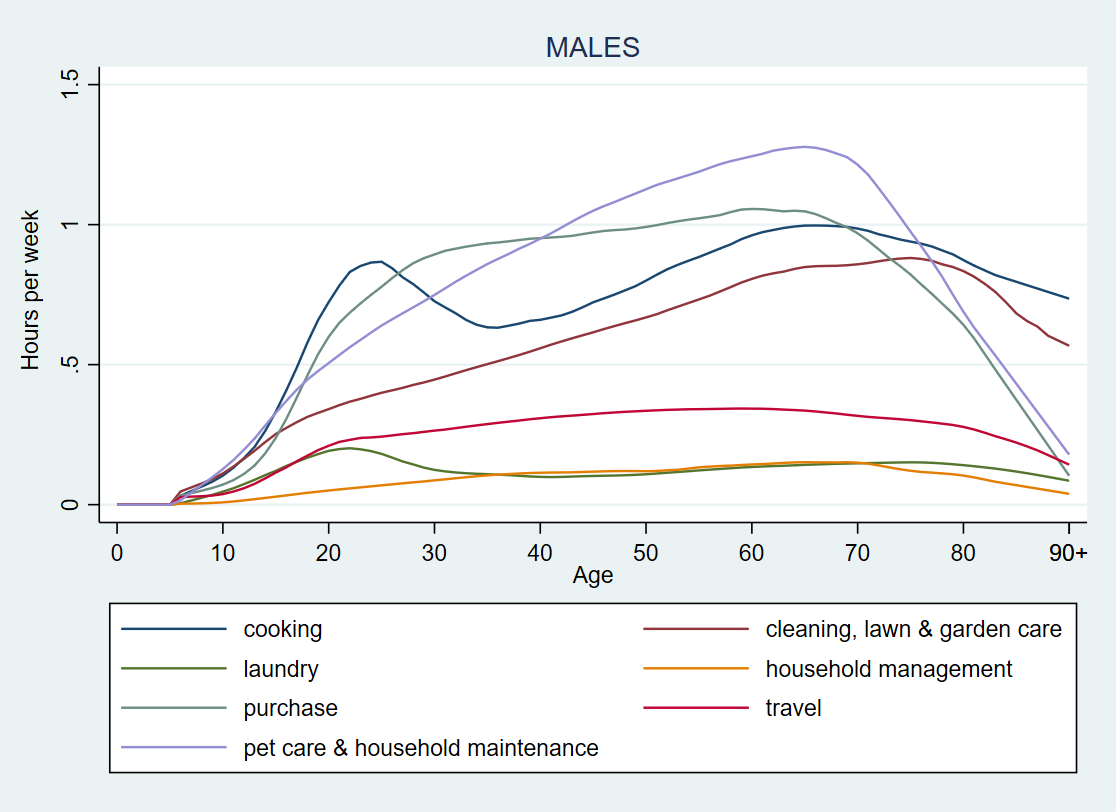 MALES
1.5
1
.5
0
Hours per week
0 10 20 30 40 50 60 70 80 90+
Age
cooking
cleaning, lawn & garden care
laundry
household management
purchase
travel
pet care & household maintenance